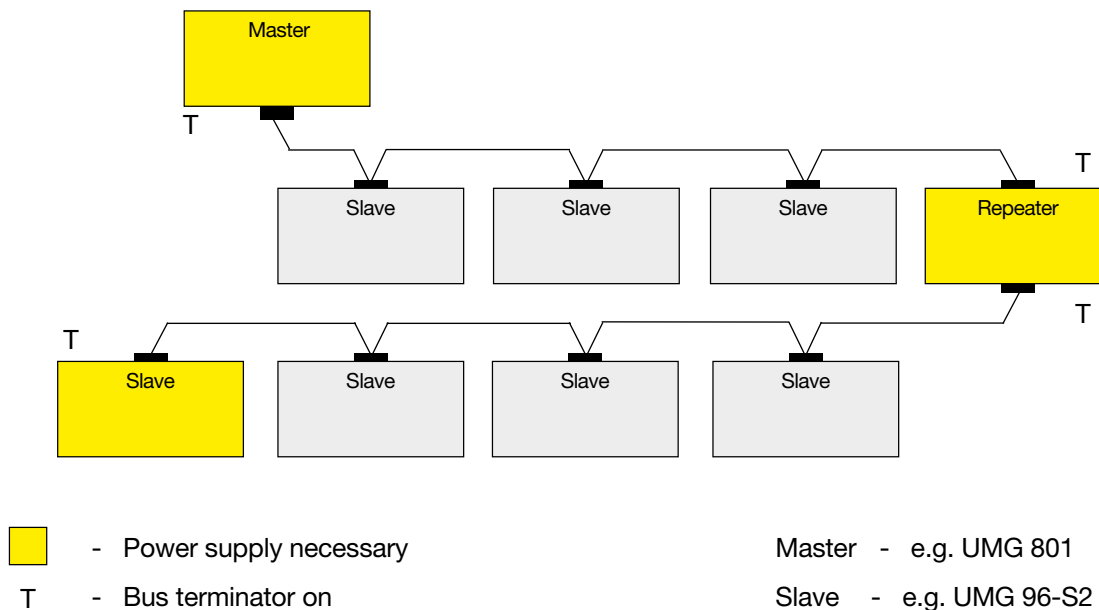 Master
T
T
Slave Slave Slave Repeater
T
T
Slave Slave Slave Slave
- Power supply necessary
Master - e.g. UMG 801
T - Bus terminator on
Slave - e.g. UMG 96-S2